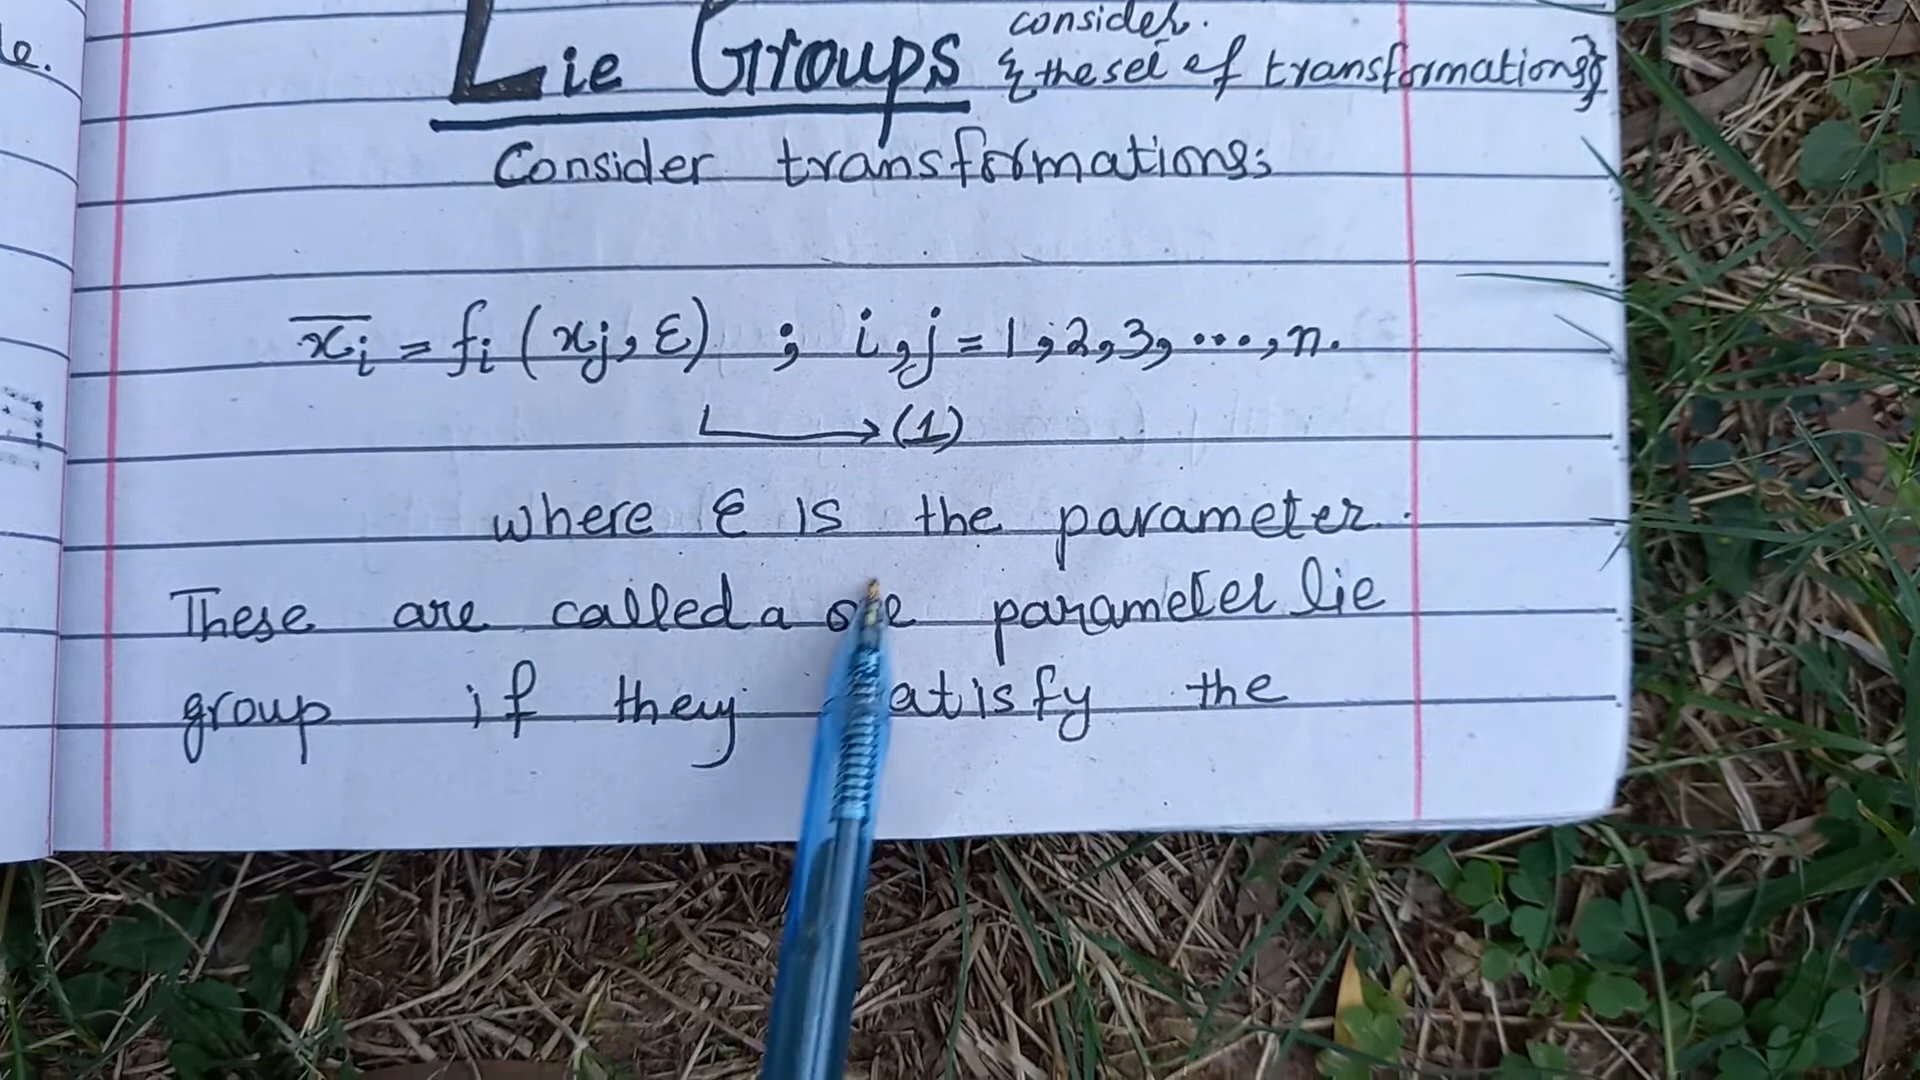 le.
Lie Groups
consider.
{ the set of transformations}
Consider transformations;
x̅i = fi (xj, ε) ; i, j = 1, 2, 3, ..., n.
→ (1)
where ε is the parameter.
These are called a one parameter lie
group if they satisfy the